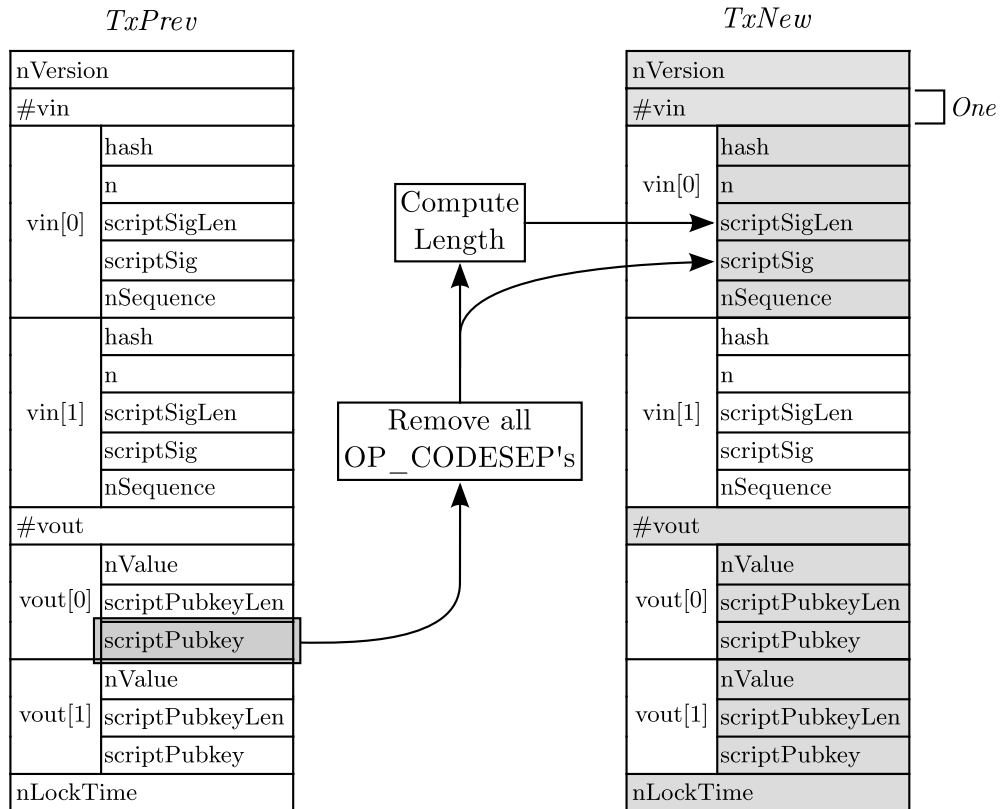 TxPrev
nVersion
#vin
vin[0]
hash
n
scriptSigLen
scriptSig
nSequence
vin[1]
hash
n
scriptSigLen
scriptSig
nSequence
#vout
vout[0]
nValue
scriptPubkeyLen
scriptPubkey
vout[1]
nValue
scriptPubkeyLen
scriptPubkey
nLockTime
Compute
Length
Remove all
OP_CODESEP's
TxNew
nVersion
#vin
One
vin[0]
hash
n
scriptSigLen
scriptSig
nSequence
vin[1]
hash
n
scriptSigLen
scriptSig
nSequence
#vout
vout[0]
nValue
scriptPubkeyLen
scriptPubkey
vout[1]
nValue
scriptPubkeyLen
scriptPubkey
nLockTime